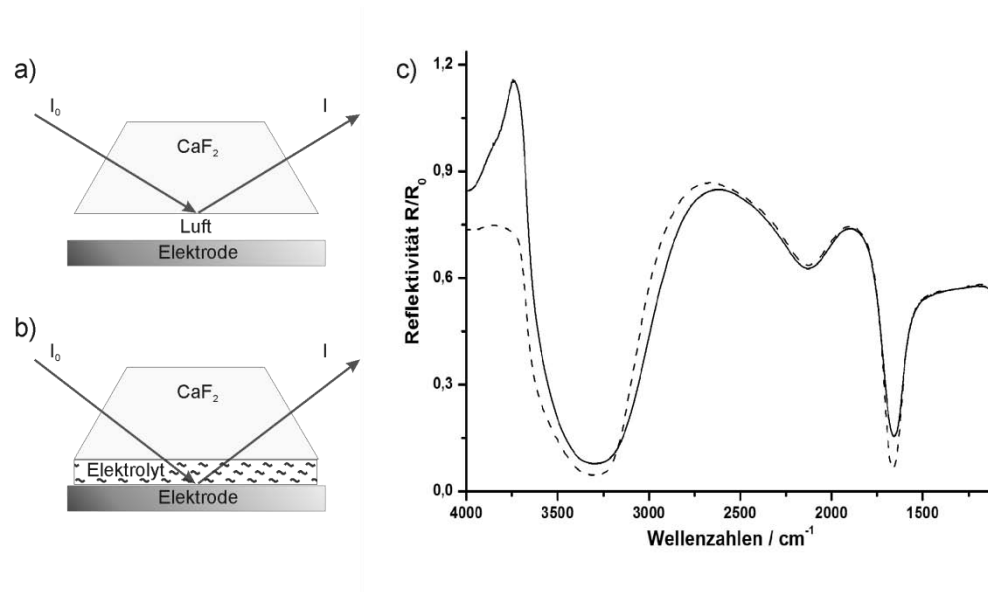 a)
I₀
I
CaF₂
Luft
Elektrode
b)
I₀
I
CaF₂
Elektrolyt
Elektrode
c)
Reflektivität R/R₀
1,2
0,9
0,6
0,3
0,0
4000 3500 3000 2500 2000 1500
Wellenzahlen / cm⁻¹